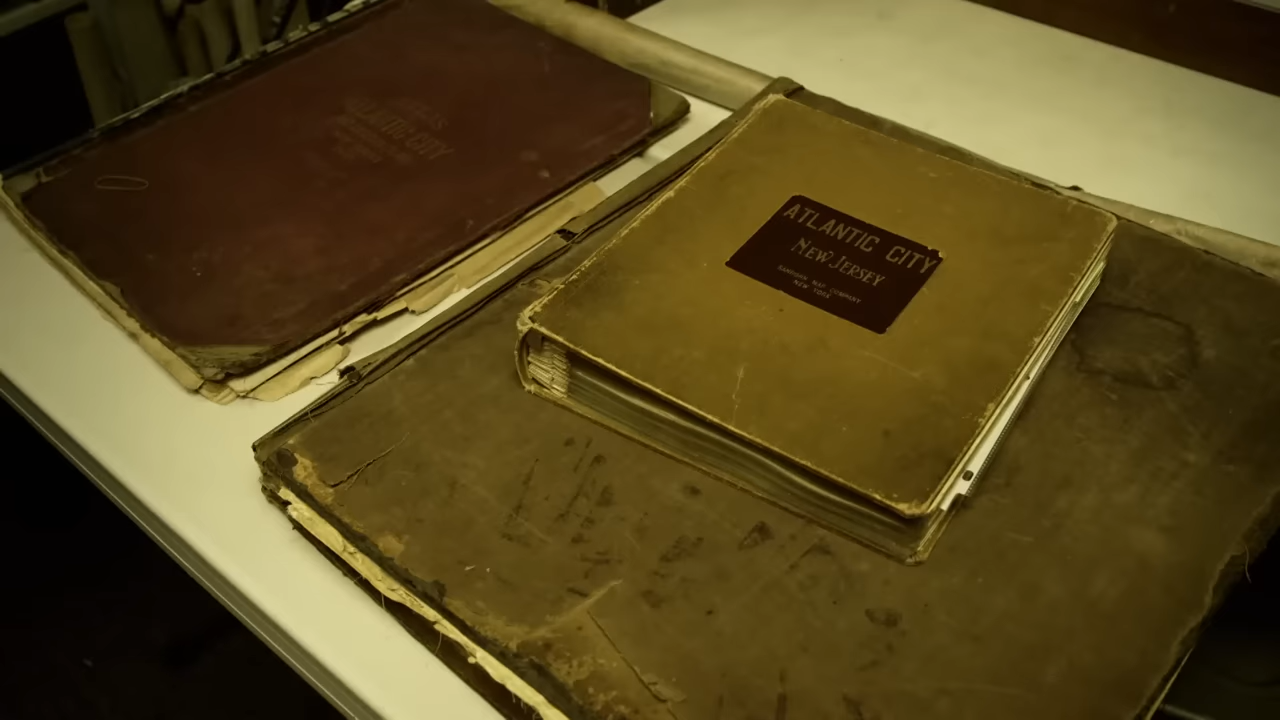 ATLANTIC CITY
ATLANTIC CITY
NEW JERSEY
SANBORN MAP COMPANY
NEW YORK